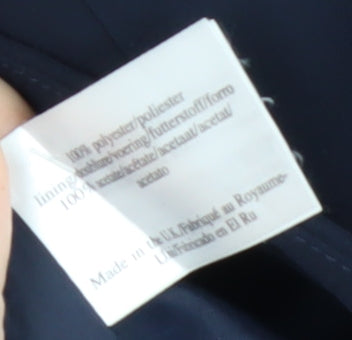 100% polyester/poliester
lining/doublure/voering/futterstoff/forro
100% acetate/acétate/acetaat/acetat/
acetato
Made in the U.K./Fabriqué au Royaume-
Uni/Fabricado en El Ru